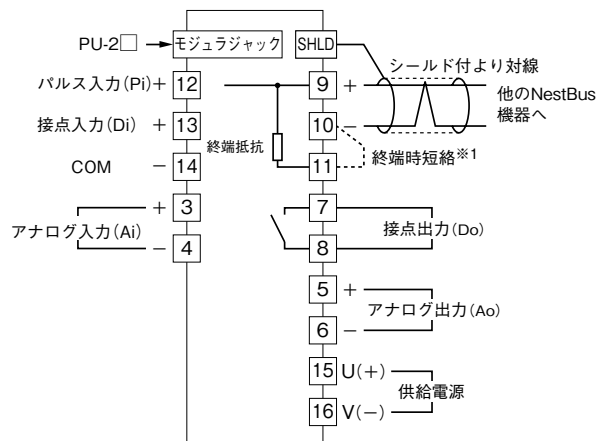 PU-2□
モジュラジャック
SHLD
シールド付より対線
パルス入力(Pi)
+
12
9
+
他のNestBus
機器へ
接点入力(Di)
+
13
10
−
終端抵抗
終端時短絡※1
COM
−
14
11
アナログ入力(Ai)
+
3
−
4
7
8
接点出力(Do)
5
+
アナログ出力(Ao)
6
−
15
U(+)
供給電源
16
V(−)